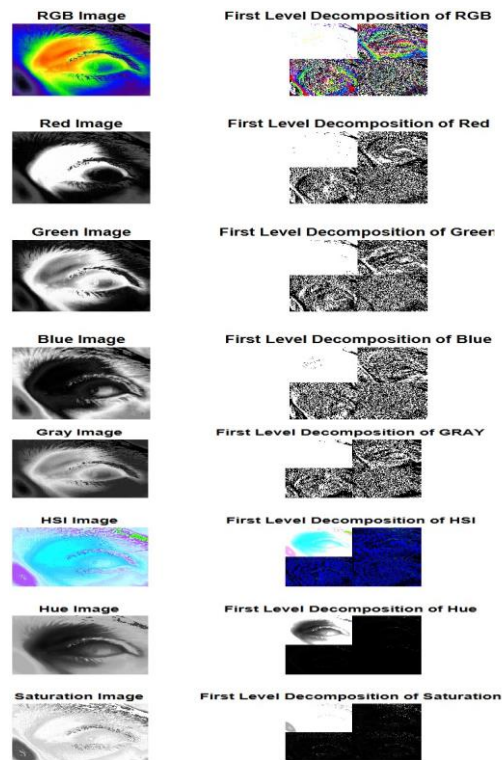 RGB Image
First Level Decomposition of RGB
Red Image
First Level Decomposition of Red
Green Image
First Level Decomposition of Green
Blue Image
First Level Decomposition of Blue
Gray Image
First Level Decomposition of GRAY
HSI Image
First Level Decomposition of HSI
Hue Image
First Level Decomposition of Hue
Saturation Image
First Level Decomposition of Saturation